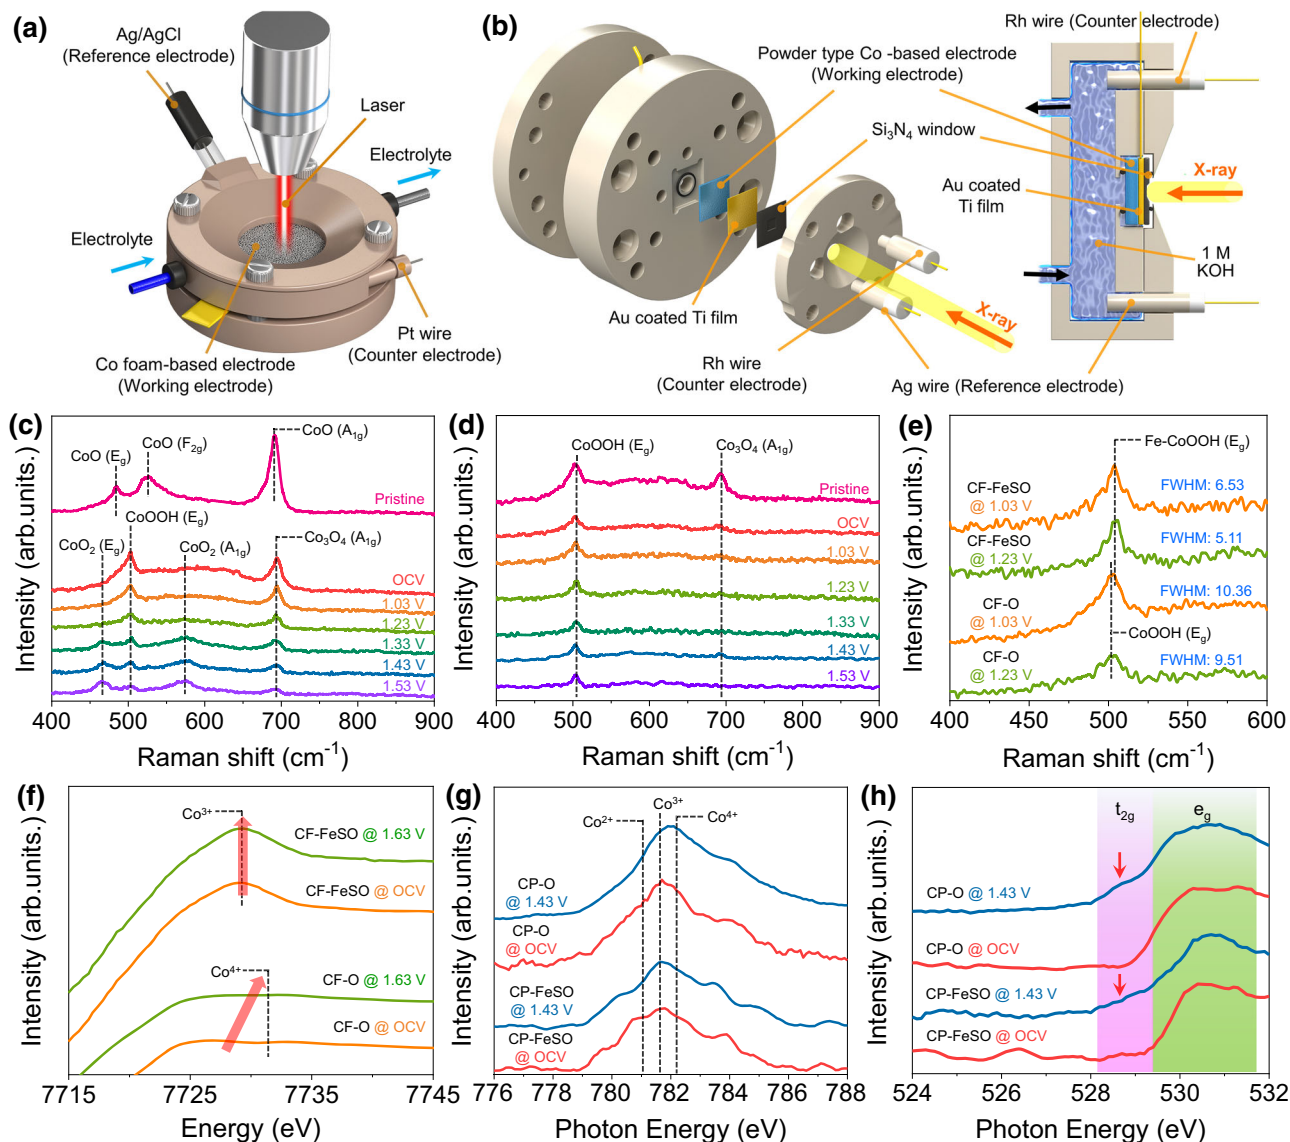 (a)
Ag/AgCl
(Reference electrode)
Laser
Electrolyte
Electrolyte
Co foam-based electrode
(Working electrode)
Pt wire
(Counter electrode)
(b)
Powder type Co -based electrode
(Working electrode)
Si₃N₄ window
Au coated Ti film
Rh wire
(Counter electrode)
X-ray
Rh wire (Counter electrode)
Au coated
Ti film
X-ray
1 M
KOH
Ag wire (Reference electrode)
(c)
CoO (E₉)
CoO (F₂g)
CoO (A₁g)
Pristine
CoOOH (Eg)
CoO₂ (Eg)
CoO₂ (A₁g)
Co₃O₄ (A₁g)
OCV
1.03 V
1.23 V
1.33 V
1.43 V
1.53 V
400 500 600 700 800 900
Raman shift (cm⁻¹)
Intensity (arb.units.)
(d)
CoOOH (Eg)
Co₃O₄ (A₁g)
Pristine
OCV
1.03 V
1.23 V
1.33 V
1.43 V
1.53 V
400 500 600 700 800 900
Raman shift (cm⁻¹)
Intensity (arb.units.)
(e)
Fe-CoOOH (Eg)
CF-FeSO
@ 1.03 V
FWHM: 6.53
CF-FeSO
@ 1.23 V
FWHM: 5.11
CF-O
@ 1.03 V
FWHM: 10.36
CoOOH (Eg)
CF-O
@ 1.23 V
FWHM: 9.51
400 450 500 550 600
Raman shift (cm⁻¹)
Intensity (arb.units.)
(f)
Co³⁺
CF-FeSO @ 1.63 V
CF-FeSO @ OCV
Co⁴⁺
CF-O @ 1.63 V
CF-O @ OCV
7715 7725 7735 7745
Energy (eV)
Intensity (arb.units.)
(g)
Co²⁺
Co³⁺
Co⁴⁺
CP-O
@ 1.43 V
CP-O
@ OCV
CP-FeSO
@ 1.43 V
CP-FeSO
@ OCV
776 778 780 782 784 786 788
Photon Energy (eV)
Intensity (arb.units.)
(h)
t₂g
eg
CP-O @ 1.43 V
CP-O @ OCV
CP-FeSO @ 1.43 V
CP-FeSO @ OCV
524 526 528 530 532
Photon Energy (eV)
Intensity (arb.units.)